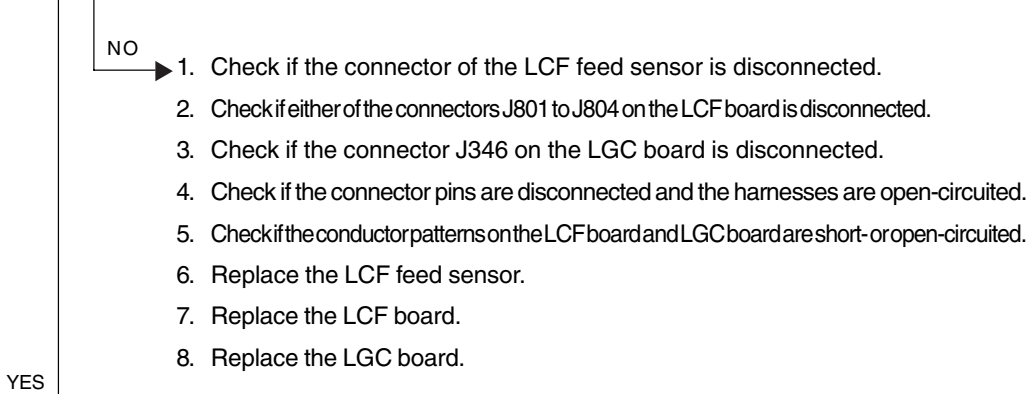 NO
1. Check if the connector of the LCF feed sensor is disconnected.
2. Check if either of the connectors J801 to J804 on the LCF board is disconnected.
3. Check if the connector J346 on the LGC board is disconnected.
4. Check if the connector pins are disconnected and the harnesses are open-circuited.
5. Check if the conductor patterns on the LCF board and LGC board are short- or open-circuited.
6. Replace the LCF feed sensor.
7. Replace the LCF board.
8. Replace the LGC board.
YES